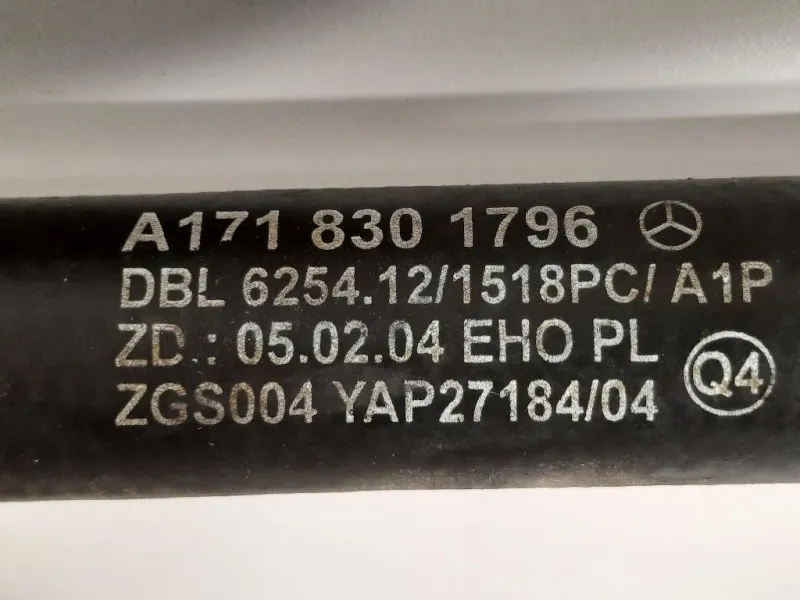 A171 830 1796
DBL 6254.12/1518PC/ A1P
ZD.: 05.02.04 EHO PL
ZGS004 YAP27184/04
Q4